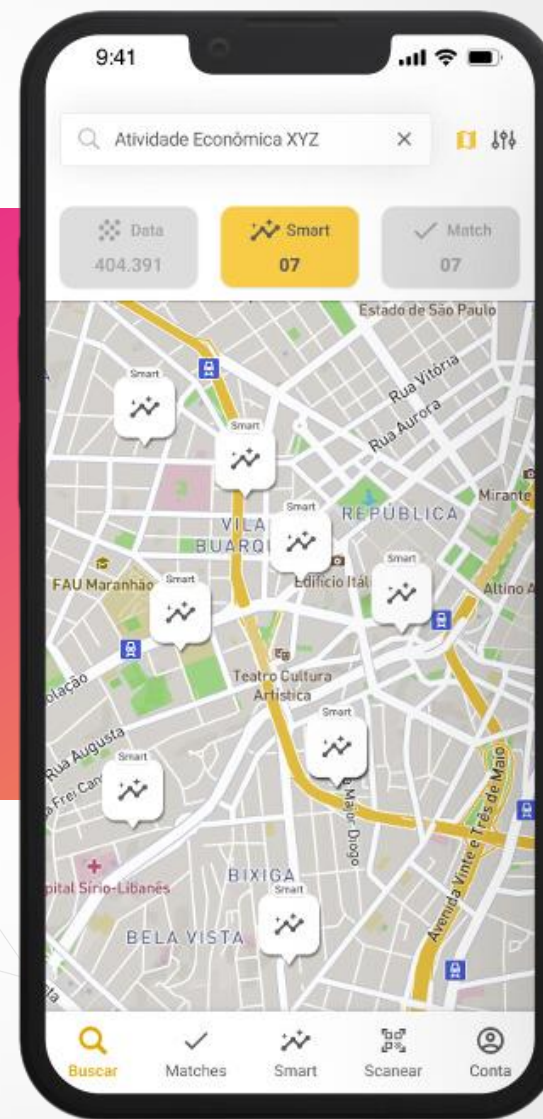 9:41
Atividade Econômica XYZ
Data
404.391
Smart
07
Match
07
Estado de São Paulo
Rua Vitória
Rua Aurora
Smart
Smart
Mirante
Smart
REPÚBLICA
VILA
BUARQ
Edifício Itál
Smart
FAU Maranhão
Smart
Altino A
olação
Teatro Cultura
Artística
Smart
Rua Augusta
Smart
Frei Can
Major Diogo
Avenida Vinte e Três de Maio
pital Sírio-Libanês
BIXIGA
Smart
BELA VISTA
Buscar
Matches
Smart
Scanear
Conta